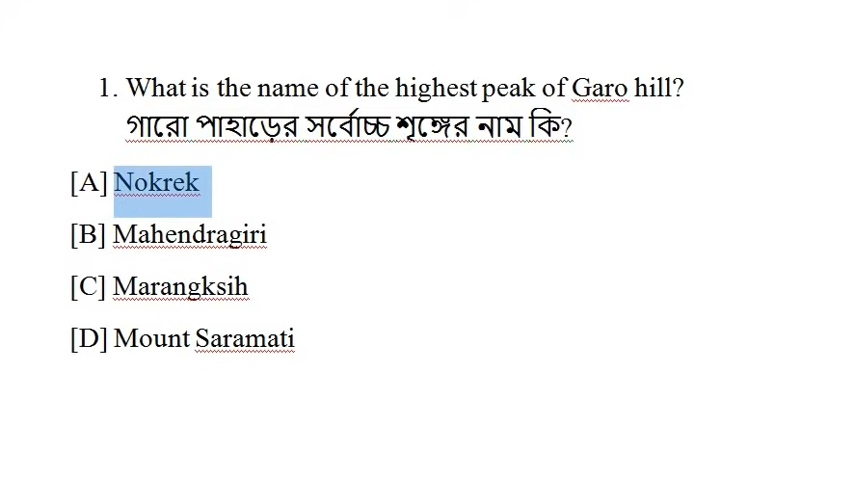 1. What is the name of the highest peak of Garo hill?
গারো পাহাড়ের সর্বোচ্চ শৃঙ্গের নাম কি?
[A] Nokrek
[B] Mahendragiri
[C] Marangksih
[D] Mount Saramati